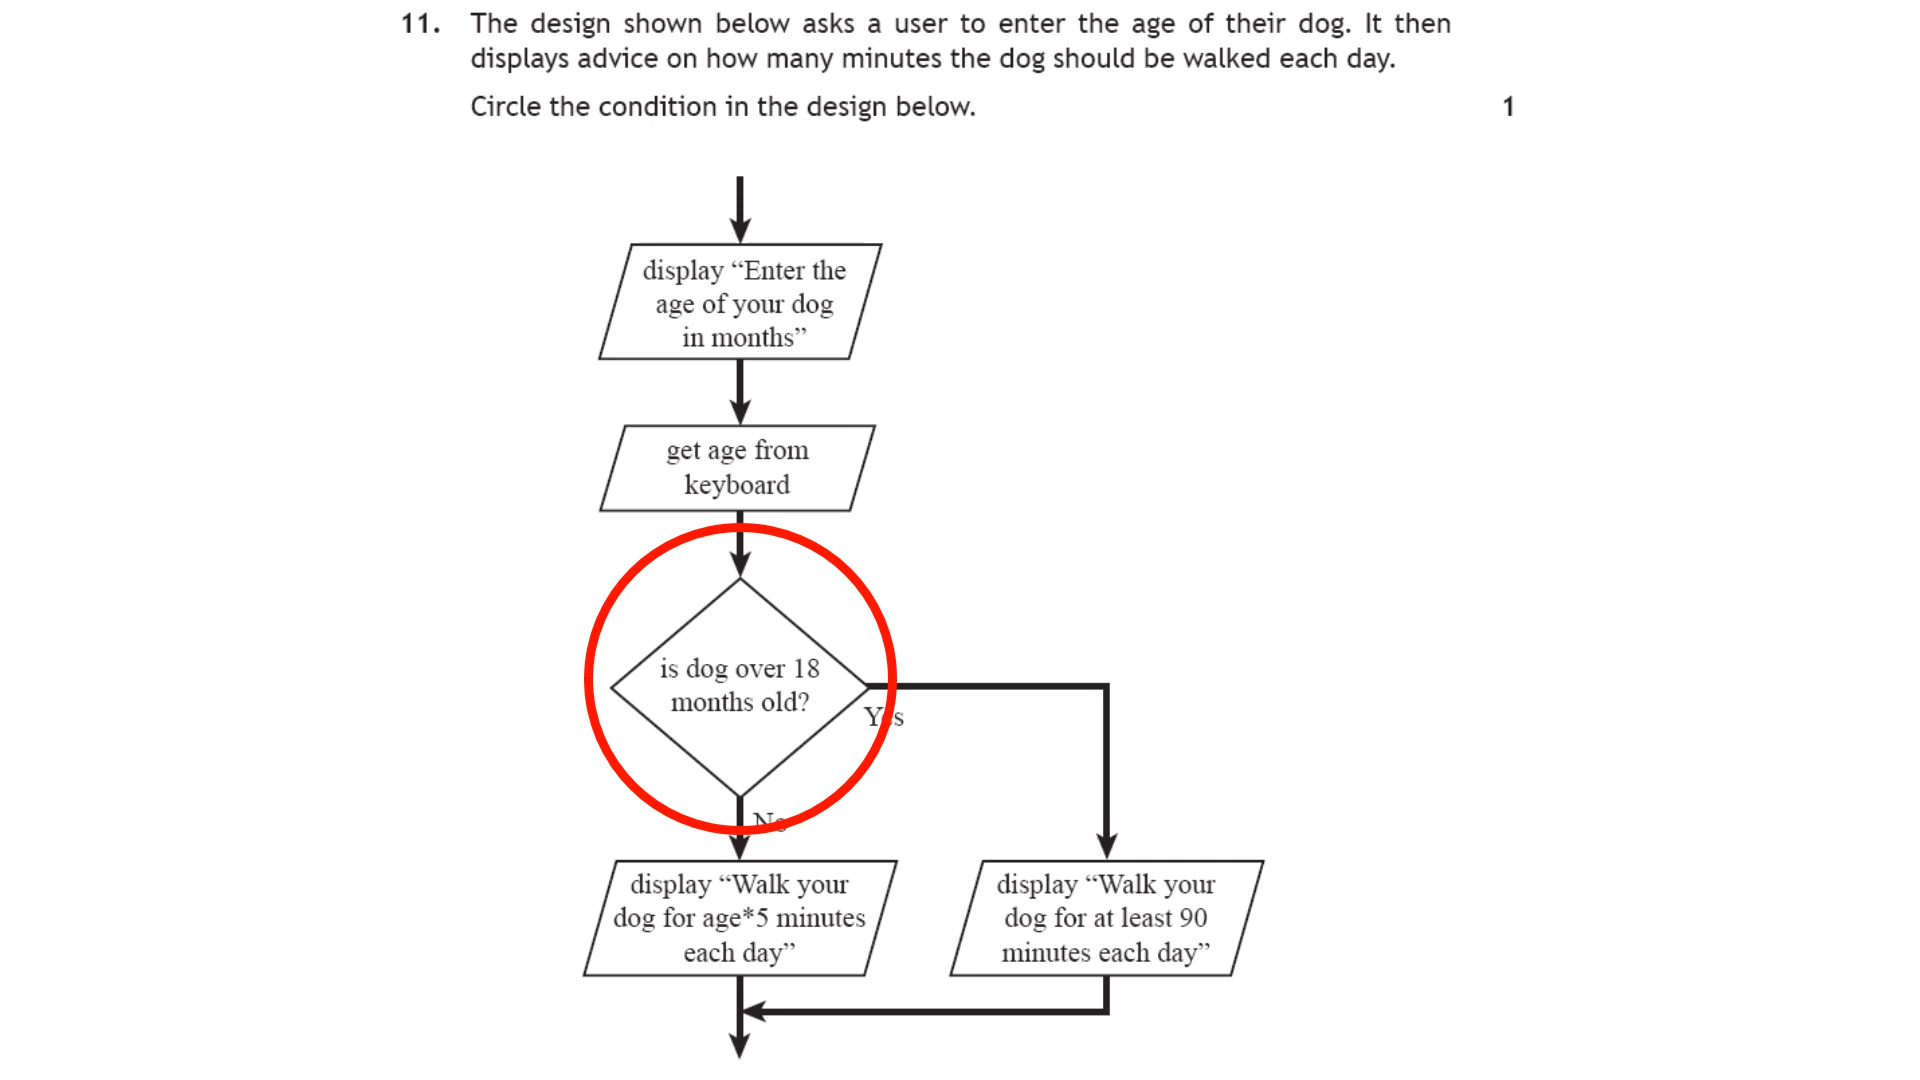 11. The design shown below asks a user to enter the age of their dog. It then
displays advice on how many minutes the dog should be walked each day.
Circle the condition in the design below. 1
display “Enter the
age of your dog
in months”
get age from
keyboard
is dog over 18
months old?
Yes
No
display “Walk your
dog for age*5 minutes
each day”
display “Walk your
dog for at least 90
minutes each day”